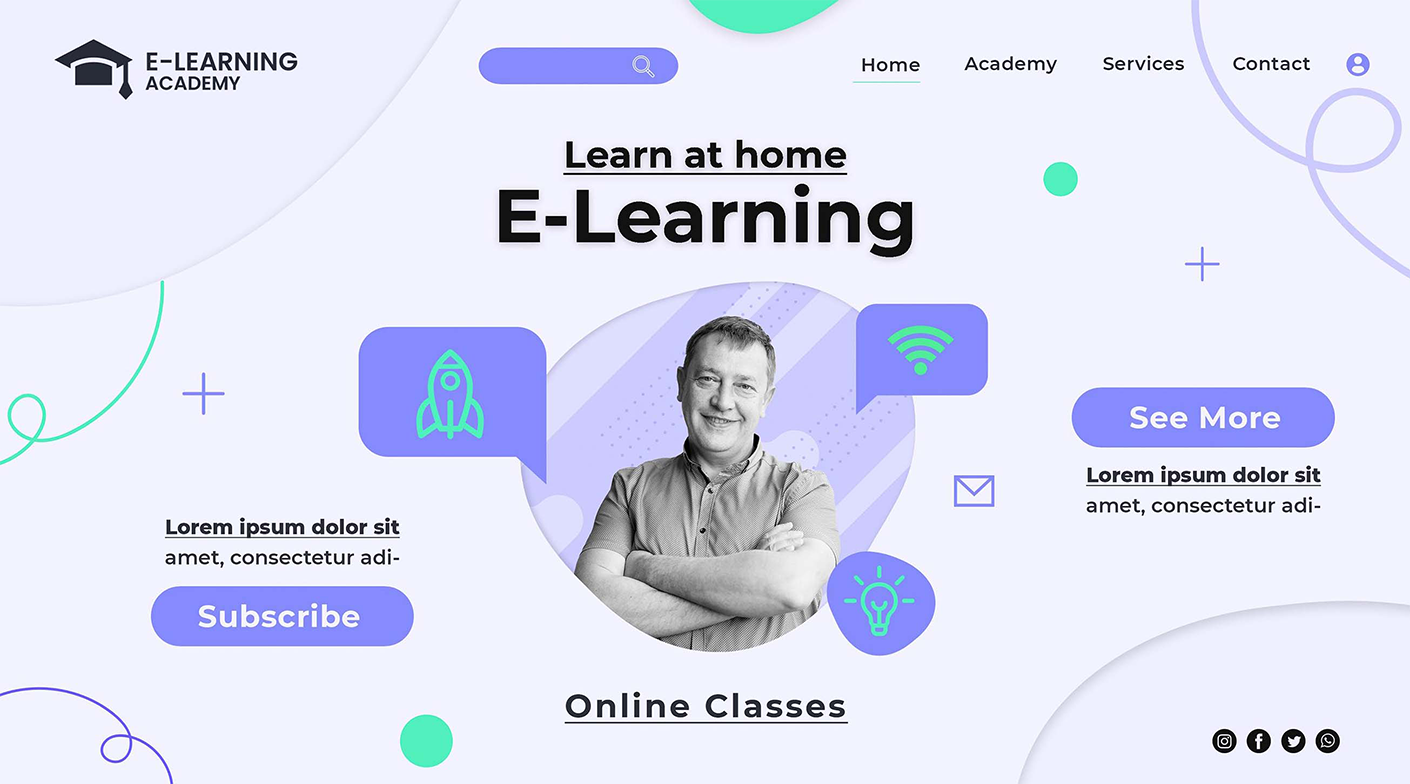 E-LEARNING
ACADEMY
Home Academy Services Contact
Learn at home
E-Learning
See More
Lorem ipsum dolor sit
amet, consectetur adi-
Lorem ipsum dolor sit
amet, consectetur adi-
Subscribe
Online Classes